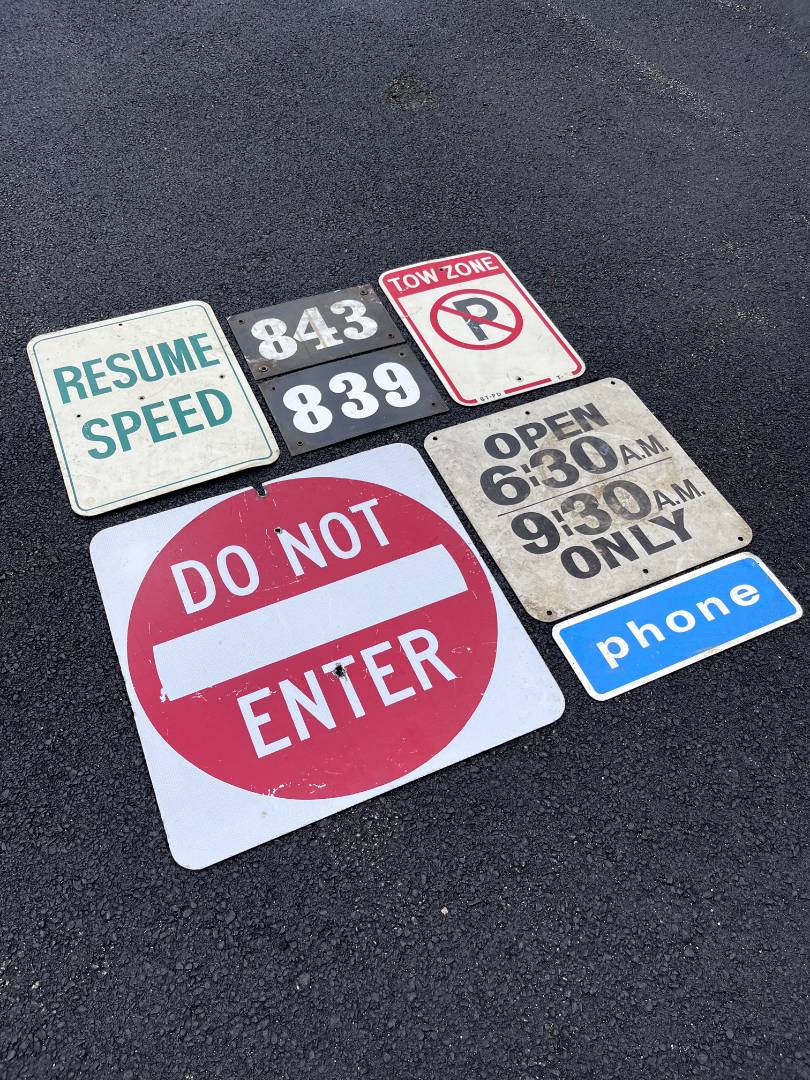 RESUME
SPEED
843
839
TOW ZONE
P
OPEN
6:30 A.M.
9:30 A.M.
ONLY
phone
DO NOT
ENTER